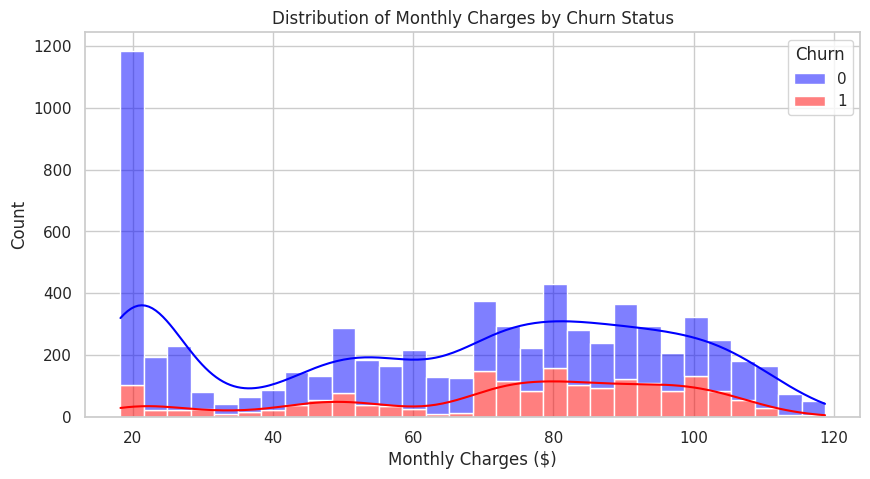 Distribution of Monthly Charges by Churn Status
Churn
0
1
Count
1200
1000
800
600
400
200
0
20 40 60 80 100 120
Monthly Charges ($)